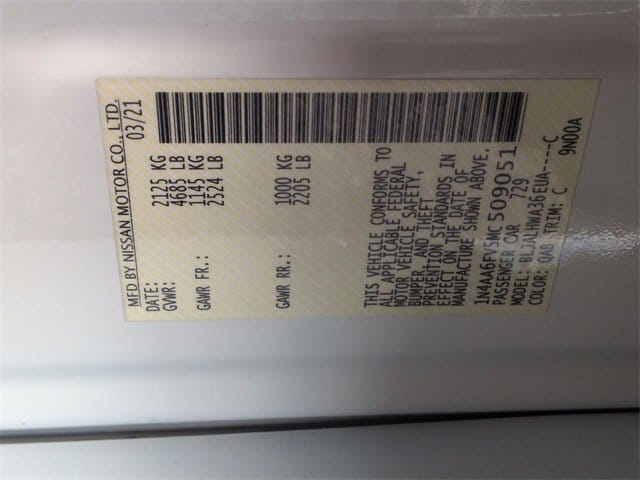 MFD BY NISSAN MOTOR CO., LTD.
DATE: 03/21
GVWR: 2125 KG
4685 LB
GAWR FR.: 1145 KG
2524 LB
GAWR RR.: 1000 KG
2205 LB
THIS VEHICLE CONFORMS TO
ALL APPLICABLE FEDERAL
MOTOR VEHICLE SAFETY,
BUMPER, AND THEFT
PREVENTION STANDARDS IN
EFFECT ON THE DATE OF
MANUFACTURE SHOWN ABOVE.
1N4AA6FV5MC509051
PASSENGER CAR 729
MODEL: BLJALHWA36EUA-----C
COLOR: QAB TRIM: C 9N00A